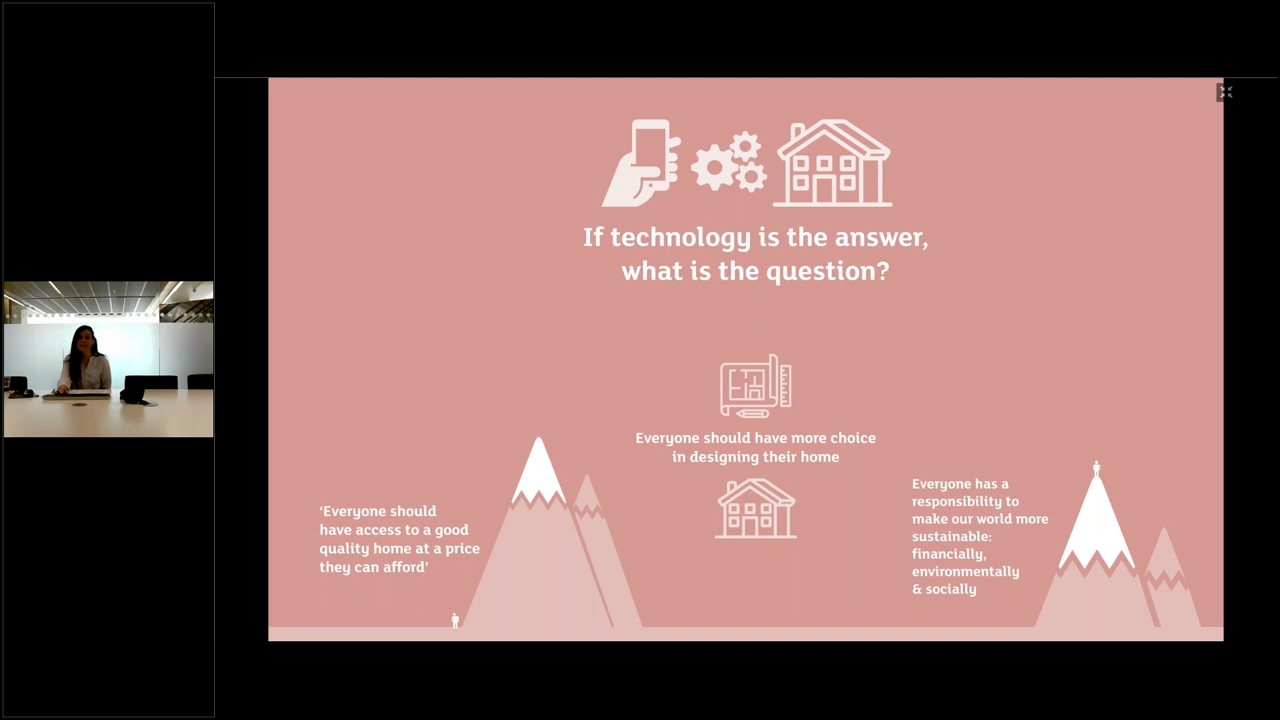 If technology is the answer,
what is the question?
Everyone should have more choice
in designing their home
‘Everyone should
have access to a good
quality home at a price
they can afford’
Everyone has a
responsibility to
make our world more
sustainable:
financially,
environmentally
& socially